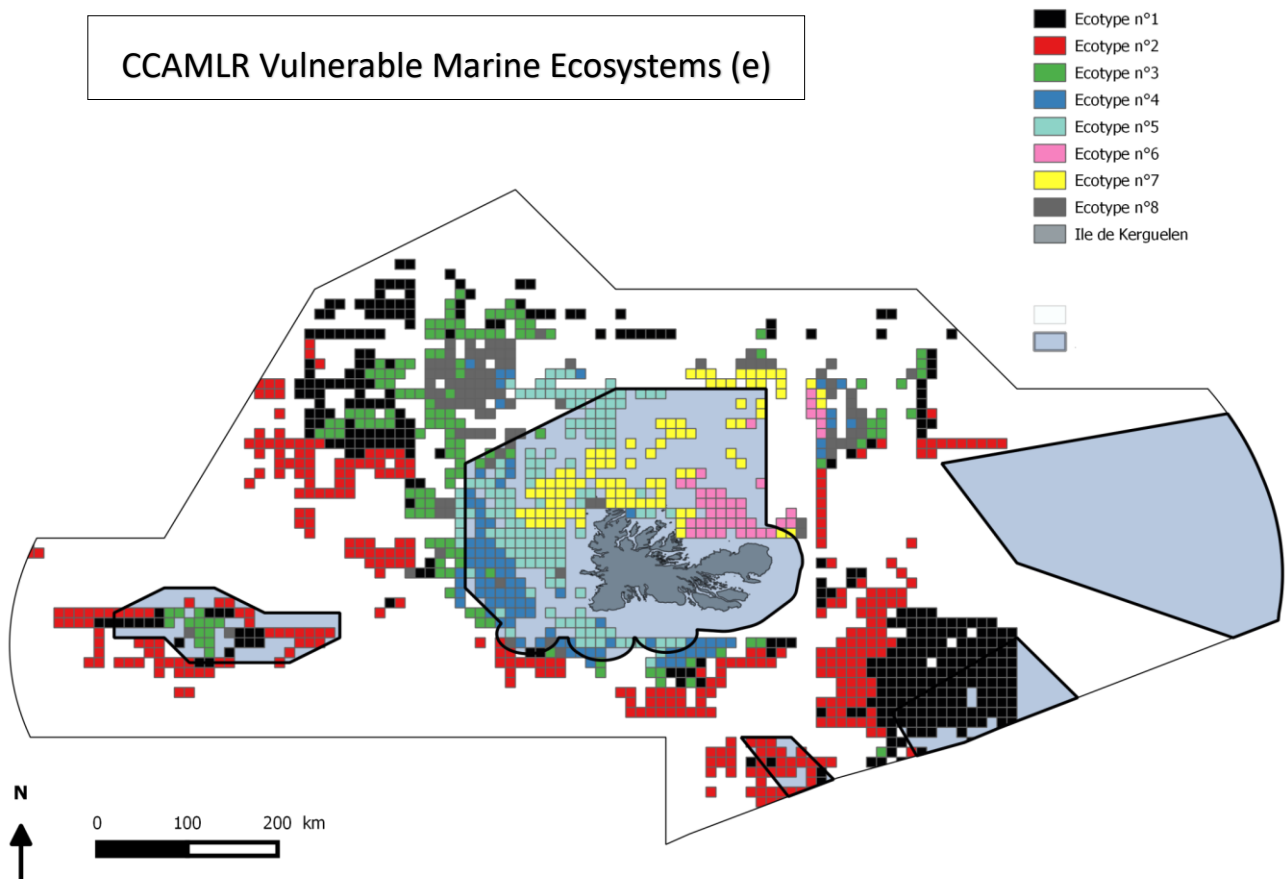 CCAMLR Vulnerable Marine Ecosystems (e)
Ecotype n°1
Ecotype n°2
Ecotype n°3
Ecotype n°4
Ecotype n°5
Ecotype n°6
Ecotype n°7
Ecotype n°8
Ile de Kerguelen
N
0 100 200 km